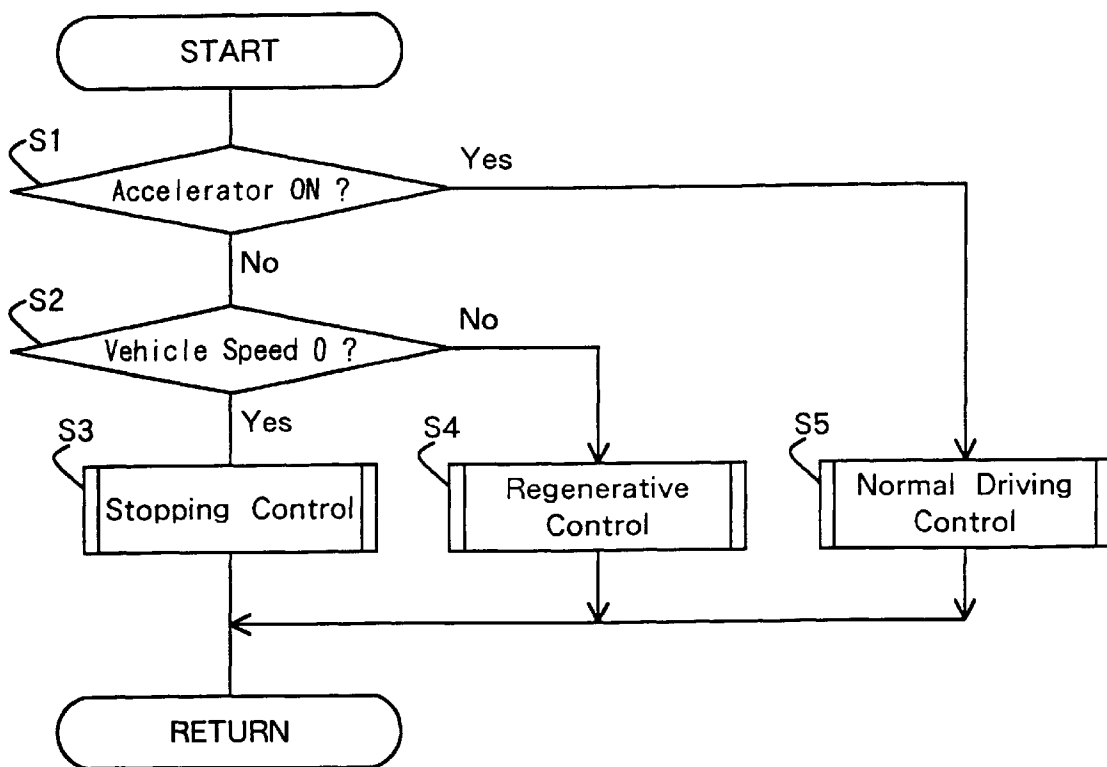 START
S1
Yes
Accelerator ON ?
No
S2
No
Vehicle Speed 0 ?
Yes
S3
S4
S5
Stopping Control
Regenerative
Control
Normal Driving
Control
RETURN